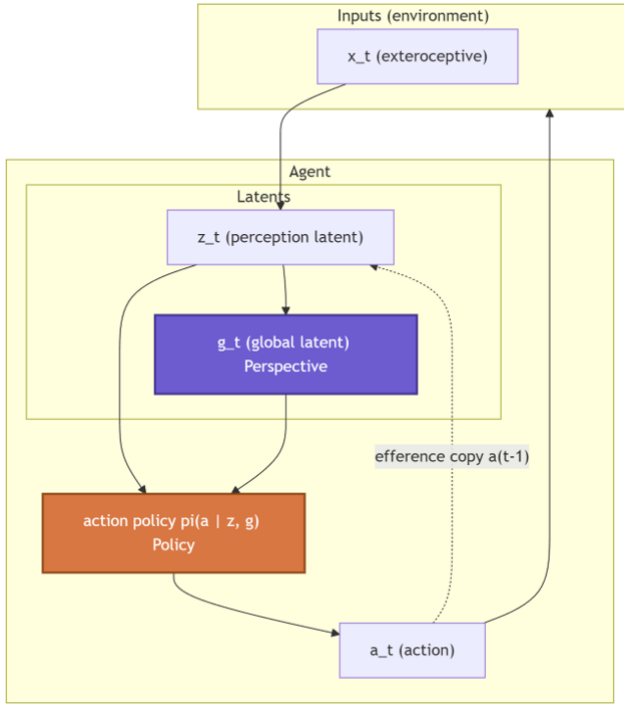 Inputs (environment)
x_t (exteroceptive)
Agent
Latents
z_t (perception latent)
g_t (global latent)
Perspective
efference copy a(t-1)
action policy pi(a | z, g)
Policy
a_t (action)